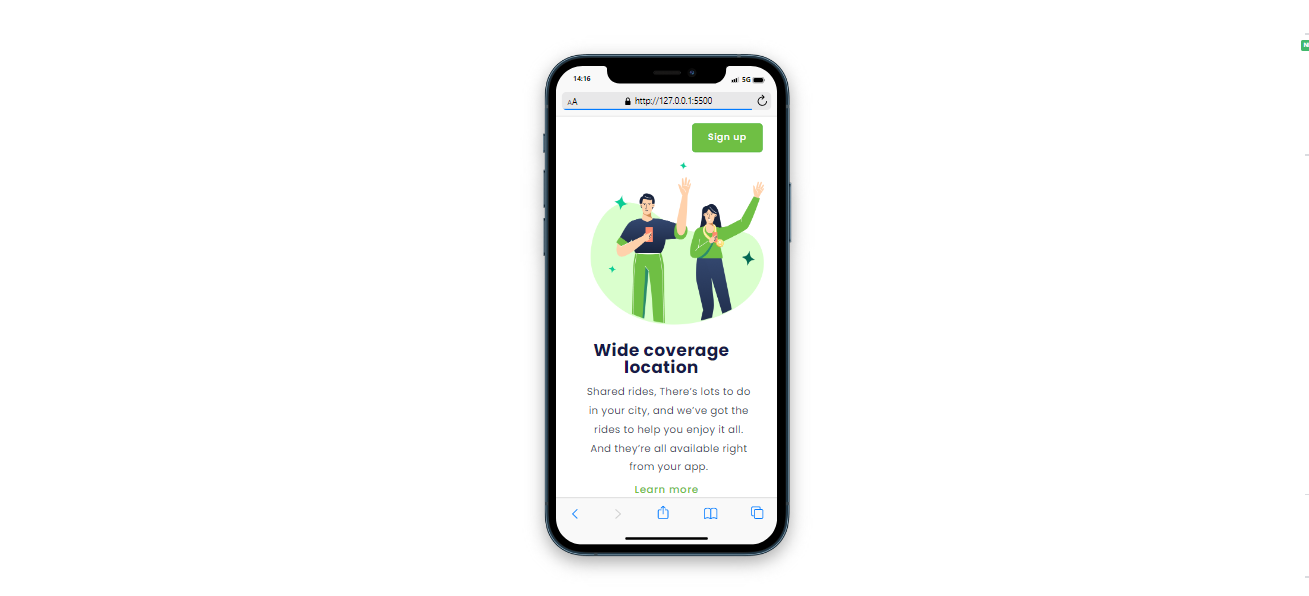 14:16
5G
AA
http://127.0.0.1:5500
Sign up
Wide coverage
location
Shared rides, There's lots to do
in your city, and we've got the
rides to help you enjoy it all.
And they're all available right
from your app.
Learn more